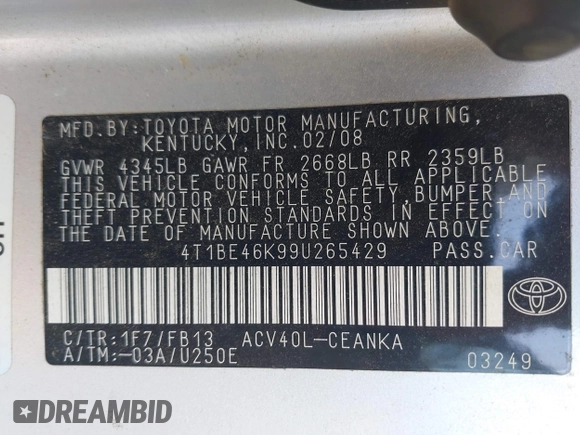 MFD.BY:TOYOTA MOTOR MANUFACTURING,
KENTUCKY,INC.02/08
GVWR 4345LB GAWR FR 2668LB RR 2359LB
THIS VEHICLE CONFORMS TO ALL APPLICABLE
FEDERAL MOTOR VEHICLE SAFETY,BUMPER,AND
THEFT PREVENTION STANDARDS IN EFFECT ON
THE DATE OF MANUFACTURE SHOWN ABOVE.
4T1BE46K99U265429 PASS.CAR
TOYOTA
C/TR:1F7/FB13 ACV40L-CEANKA
A/TM:-03A/U250E 03249
DREAMBID